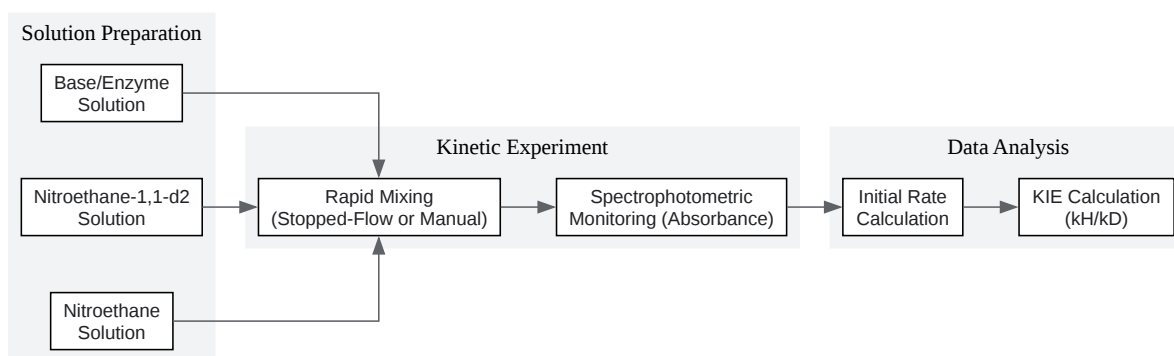 Solution Preparation
Base/Enzyme
Solution
Nitroethane-1,1-d2
Solution
Nitroethane
Solution
Kinetic Experiment
Rapid Mixing
(Stopped-Flow or Manual)
Spectrophotometric
Monitoring (Absorbance)
Data Analysis
Initial Rate
Calculation
KIE Calculation
(kH/kD)